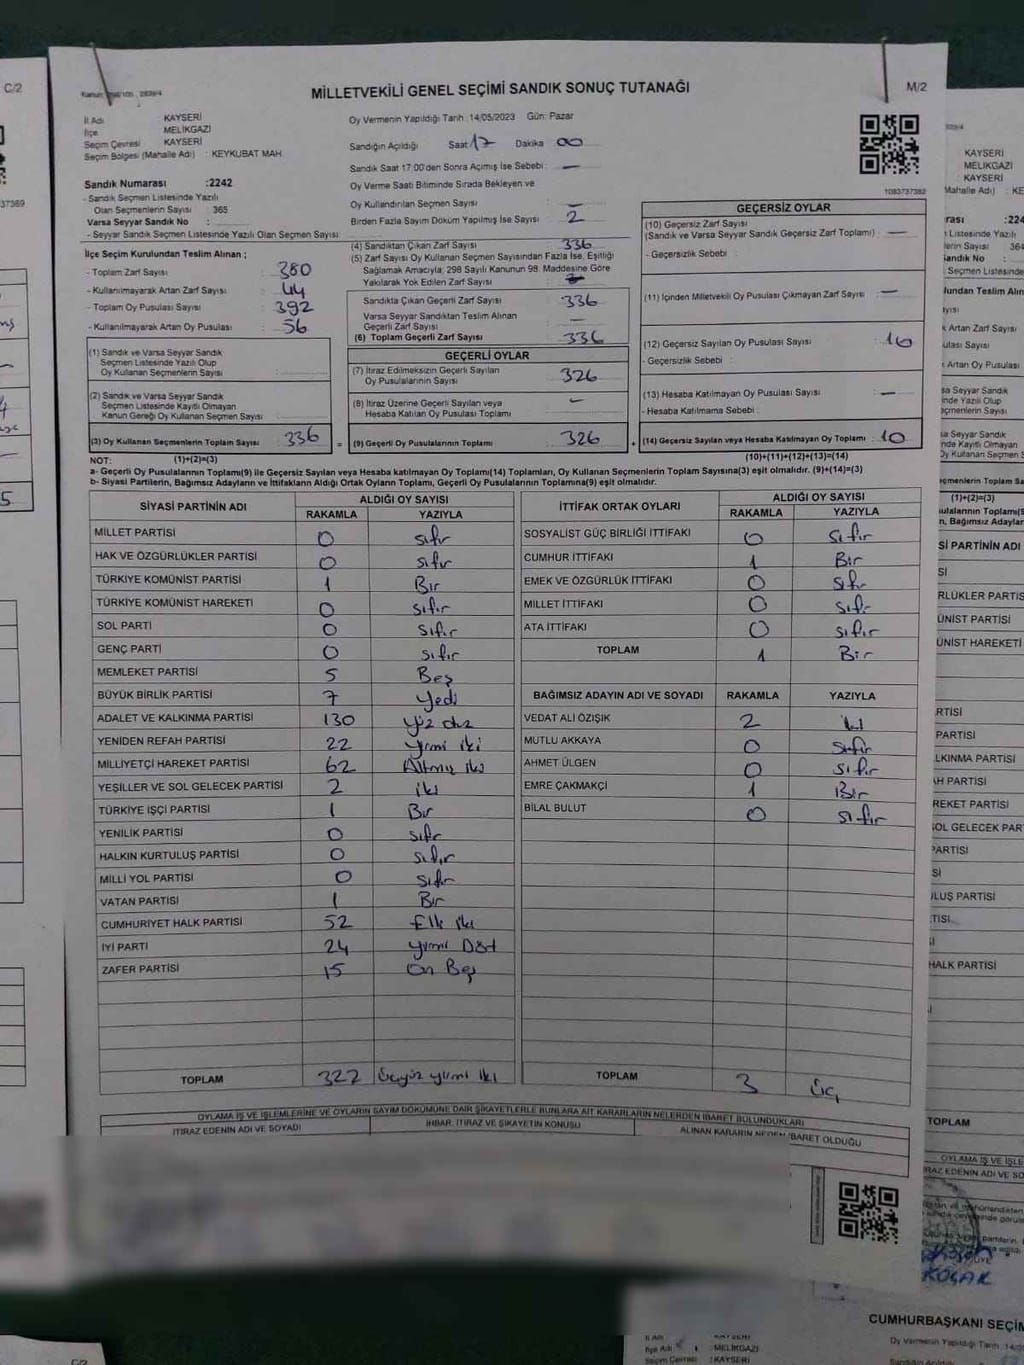 MİLLETVEKİLİ GENEL SEÇİMİ SANDIK SONUÇ TUTANAĞI
M/2
C/2
İl Adı KAYSERİ
İlçe MELİKGAZİ
Seçim Çevresi KAYSERİ
Seçim Bölgesi (Mahalle Adı) : KEYKUBAT MAH.
Sandık Numarası :2242
- Sandık Seçmen Listesinde Yazılı
Olan Seçmenlerin Sayısı 365
Varsa Seyyar Sandık No :
- Seyyar Sandık Seçmen Listesinde Yazılı Olan Seçmen Sayısı:
Oy Vermenin Yapıldığı Tarih :14/05/2023 Gün: Pazar
Sandığın Açıldığı Saat 17 Dakika 00
Sandık Saat 17:00'den Sonra Açımış İse Sebebi : —
Oy Verme Saati Bitiminde Sırada Bekleyen ve
Oy Kullandırılan Seçmen Sayısı : —
Birden Fazla Sayım Döküm Yapılmış İse Sayısı : 2
1083737382
İlçe Seçim Kurulundan Teslim Alınan ;
- Toplam Zarf Sayısı : 380
- Kullanılmayarak Artan Zarf Sayısı : 44
- Toplam Oy Pusulası Sayısı : 392
- Kullanılmayarak Artan Oy Pusulası : 56
(4) Sandıktan Çıkan Zarf Sayısı : 336
(5) Zarf Sayısı Oy Kullanan Seçmen Sayısından Fazla İse, Eşitliği
Sağlamak Amacıyla; 298 Sayılı Kanunun 98. Maddesine Göre
Yakılarak Yok Edilen Zarf Sayısı :
Sandıkta Çıkan Geçerli Zarf Sayısı : 336
Varsa Seyyar Sandıktan Teslim Alınan
Geçerli Zarf Sayısı : —
(6) Toplam Geçerli Zarf Sayısı : 336
GEÇERSİZ OYLAR
(10) Geçersiz Zarf Sayısı
(Sandık ve Varsa Seyyar Sandık Geçersiz Zarf Toplamı) : —
- Geçersizlik Sebebi :
(11) İçinden Milletvekili Oy Pusulası Çıkmayan Zarf Sayısı : —
(12) Geçersiz Sayılan Oy Pusulası Sayısı : 10
- Geçersizlik Sebebi :
(13) Hesaba Katılmayan Oy Pusulası Sayısı : —
- Hesaba Katılmama Sebebi :
(14) Geçersiz Sayılan veya Hesaba Katılmayan Oy Toplamı : 10
(10)+(11)+(12)+(13)=(14)
(1) Sandık ve Varsa Seyyar Sandık
Seçmen Listesinde Yazılı Olup
Oy Kullanan Seçmenlerin Sayısı :
(2) Sandık ve Varsa Seyyar Sandık
Seçmen Listesinde Kayıtlı Olmayan
Kanun Gereği Oy Kullanan Seçmen Sayısı :
(3) Oy Kullanan Seçmenlerin Toplam Sayısı : 336 =
(1)+(2)=(3)
GEÇERLİ OYLAR
(7) İtiraz Edilmeksizin Geçerli Sayılan
Oy Pusulalarının Sayısı : 326
(8) İtiraz Üzerine Geçerli Sayılan veya
Hesaba Katılan Oy Pusulası Toplamı : —
(9) Geçerli Oy Pusulalarının Toplamı : 326 +
NOT:
a- Geçerli Oy Pusulalarının Toplamı(9) ile Geçersiz Sayılan veya Hesaba katılmayan Oy Toplamı(14) Toplamları, Oy Kullanan Seçmenlerin Toplam Sayısına(3) eşit olmalıdır. (9)+(14)=(3)
b- Siyasi Partilerin, Bağımsız Adayların ve İttifakların Aldığı Ortak Oyların Toplamı, Geçerli Oy Pusulalarının Toplamına(9) eşit olmalıdır.
SİYASİ PARTİNİN ADI ALDIĞI OY SAYISI
RAKAMLA YAZIYLA
MİLLET PARTİSİ 0 sıfır
HAK VE ÖZGÜRLÜKLER PARTİSİ 0 sıfır
TÜRKİYE KOMÜNİST PARTİSİ 1 Bir
TÜRKİYE KOMÜNİST HAREKETİ 0 sıfır
SOL PARTİ 0 sıfır
GENÇ PARTİ 0 sıfır
MEMLEKET PARTİSİ 5 Beş
BÜYÜK BİRLİK PARTİSİ 7 Yedi
ADALET VE KALKINMA PARTİSİ 130 Yüz otuz
YENİDEN REFAH PARTİSİ 22 Yirmi iki
MİLLİYETÇİ HAREKET PARTİSİ 62 Altmış iki
YEŞİLLER VE SOL GELECEK PARTİSİ 2 iki
TÜRKİYE İŞÇİ PARTİSİ 1 Bir
YENİLİK PARTİSİ 0 sıfır
HALKIN KURTULUŞ PARTİSİ 0 sıfır
MİLLİ YOL PARTİSİ 0 sıfır
VATAN PARTİSİ 1 Bir
CUMHURİYET HALK PARTİSİ 52 Elli iki
İYİ PARTİ 24 Yirmi Dört
ZAFER PARTİSİ 15 On Beş
TOPLAM 322 Üçyüz yirmi iki
İTTİFAK ORTAK OYLARI ALDIĞI OY SAYISI
RAKAMLA YAZIYLA
SOSYALİST GÜÇ BİRLİĞİ İTTİFAKI 0 sıfır
CUMHUR İTTİFAKI 1 Bir
EMEK VE ÖZGÜRLÜK İTTİFAKI 0 sıfır
MİLLET İTTİFAKI 0 sıfır
ATA İTTİFAKI 0 sıfır
TOPLAM 1 Bir
BAĞIMSIZ ADAYIN ADI VE SOYADI RAKAMLA YAZIYLA
VEDAT ALİ ÖZIŞIK 2 iki
MUTLU AKKAYA 0 sıfır
AHMET ÜLGEN 0 sıfır
EMRE ÇAKMAKÇI 1 Bir
BİLAL BULUT 0 sıfır
TOPLAM 3 Üç
OYLAMA İŞ VE İŞLEMLERİNE VE OYLARIN SAYIM DÖKÜMÜNE DAİR ŞİKAYETLERLE BUNLARA AİT KARARLARIN NELERDEN İBARET BULUNDUKLARI
İTİRAZ EDENİN ADI VE SOYADI İHBAR, İTİRAZ VE ŞİKAYETİN KONUSU ALINAN KARARIN NEDEN İBARET OLDUĞU
KAYSERİ
MELİKGAZİ
KAYSERİ
TOPLAM
KOÇAK
CUMHURBAŞKANI SEÇİM
Oy Vermenin Yapıldığı Tarih :14/0
KAYSERİ
MELİKGAZİ
KAYSERİ